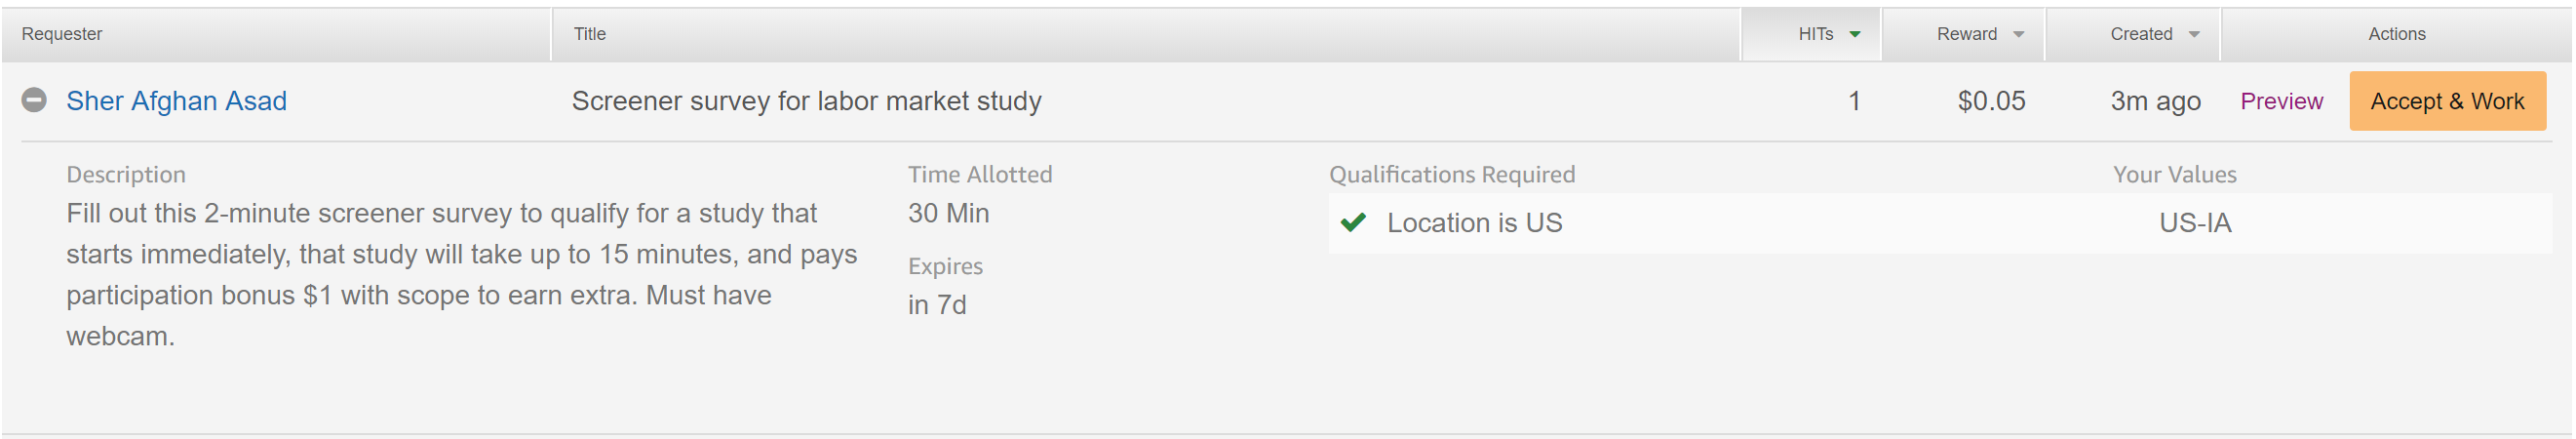 Requester Title HITs Reward Created Actions
Sher Afghan Asad Screener survey for labor market study 1 $0.05 3m ago Preview Accept & Work
Description Time Allotted Qualifications Required Your Values
Fill out this 2-minute screener survey to qualify for a study that 30 Min Location is US US-IA
starts immediately, that study will take up to 15 minutes, and pays
Expires
participation bonus $1 with scope to earn extra. Must have in 7d
webcam.